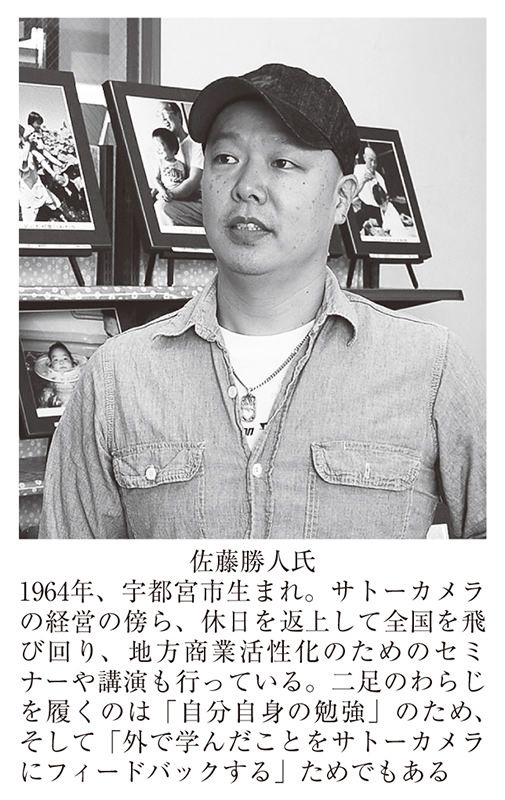 佐藤勝人氏
1964年、宇都宮市生まれ。サトーカメラ
の経営の傍ら、休日を返上して全国を飛
び回り、地方商業活性化のためのセミ
ナーや講演も行っている。二足のわらじ
を履くのは「自分自身の勉強」のため、
そして「外で学んだことをサトーカメラ
にフィードバックする」ためでもある